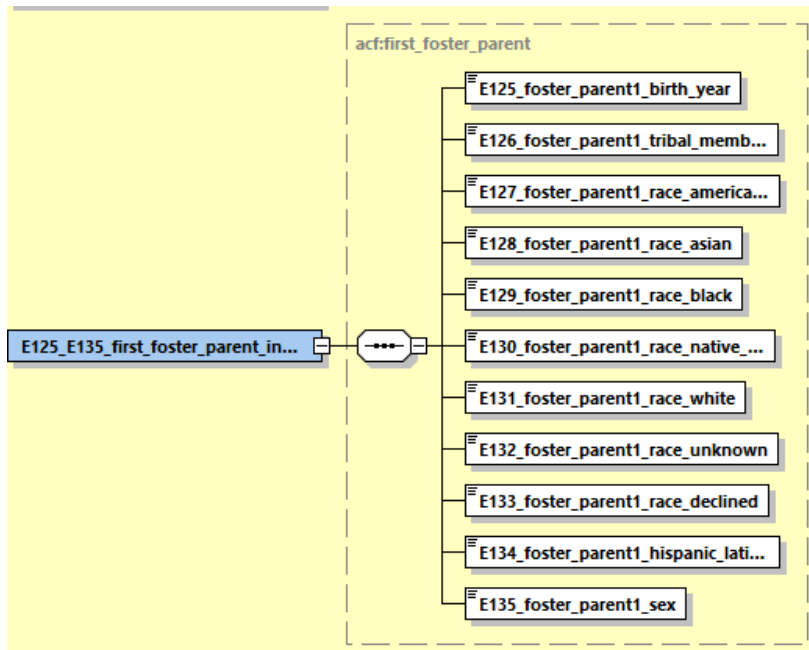 acf:first_foster_parent
E125_foster_parent1_birth_year
E126_foster_parent1_tribal_memb...
E127_foster_parent1_race_america...
E128_foster_parent1_race_asian
E129_foster_parent1_race_black
E125_E135_first_foster_parent_in...
E130_foster_parent1_race_native_...
E131_foster_parent1_race_white
E132_foster_parent1_race_unknown
E133_foster_parent1_race_declined
E134_foster_parent1_hispanic_lati...
E135_foster_parent1_sex